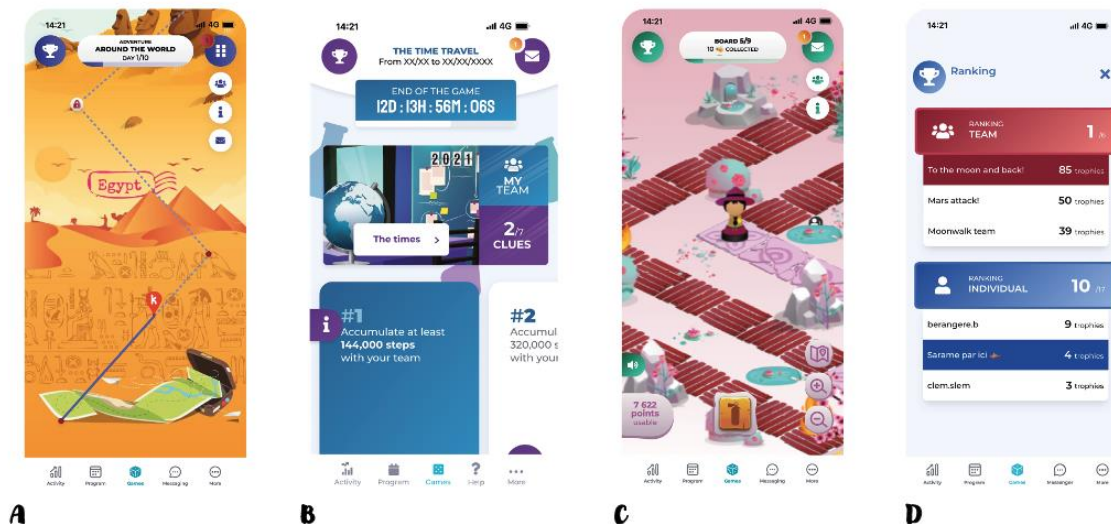 14:21
4G
ADVENTURE
AROUND THE WORLD
DAY 1/10
Egypt
k
i
Activity Program Games Messaging More
A
14:21
4G
THE TIME TRAVEL
From XX/XX to XX/XX/XXXX
1
END OF THE GAME
12D : 13H : 56M : 06S
2021
MY
TEAM
The times >
2/7
CLUES
i
#1
Accumulate at least
144,000 steps
with your team
#2
Accumul
320,000 s
with your
Activity Program Games Help More
B
14:21
4G
BOARD 5/9
10 COLLECTED
1
i
7 622
points
usable
1
Activity Program Games Messaging More
C
14:21
4G
Ranking
X
RANKING
TEAM
1
To the moon and back! 85 trophies
Mars attack! 50 trophies
Moonwalk team 39 trophies
RANKING
INDIVIDUAL
10 /17
berangere.b 9 trophies
Sarame par ici 4 trophies
clem.slem 3 trophies
Activity Program Games Messenger More
D